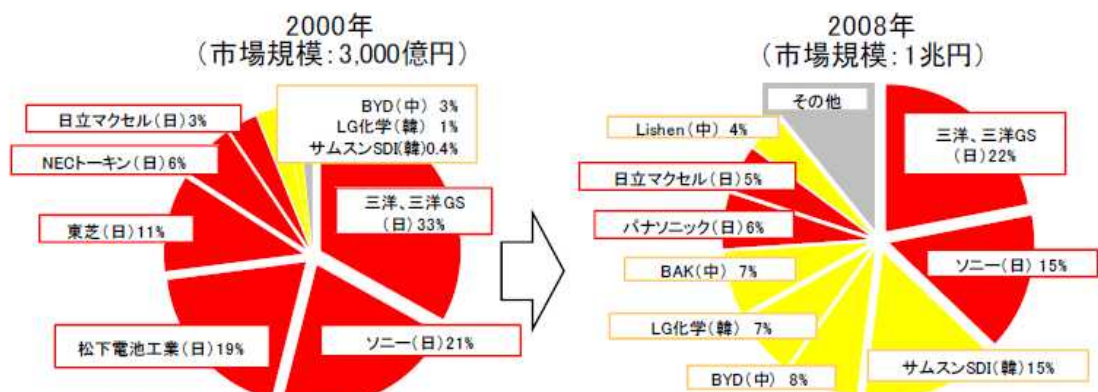 2000年
（市場規模：3,000億円）
BYD（中） 3%
LG化学（韓） 1%
サムスンSDI（韓）0.4%
日立マクセル（日）3%
NECトーキン（日）6%
東芝（日）11%
松下電池工業（日）19%
三洋、三洋GS
（日）33%
ソニー（日）21%
2008年
（市場規模：1兆円）
その他
Lishen（中） 4%
日立マクセル（日）5%
パナソニック（日）6%
BAK（中） 7%
LG化学（韓） 7%
BYD（中） 8%
三洋、三洋GS
（日）22%
ソニー（日）15%
サムスンSDI（韓）15%